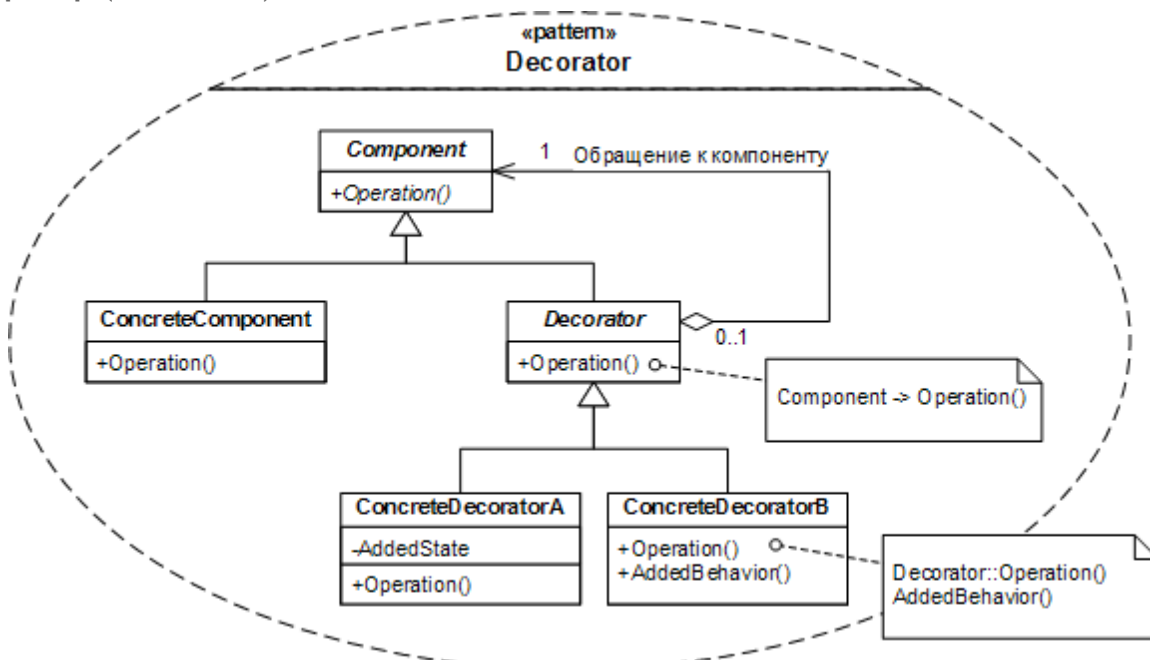 «pattern»
Decorator
Component
1
Обращение к компоненту
+Operation()
ConcreteComponent
+Operation()
Decorator
0..1
+Operation()
Component -> Operation()
ConcreteDecoratorA
-AddedState
+Operation()
ConcreteDecoratorB
+Operation()
+AddedBehavior()
Decorator::Operation()
AddedBehavior()